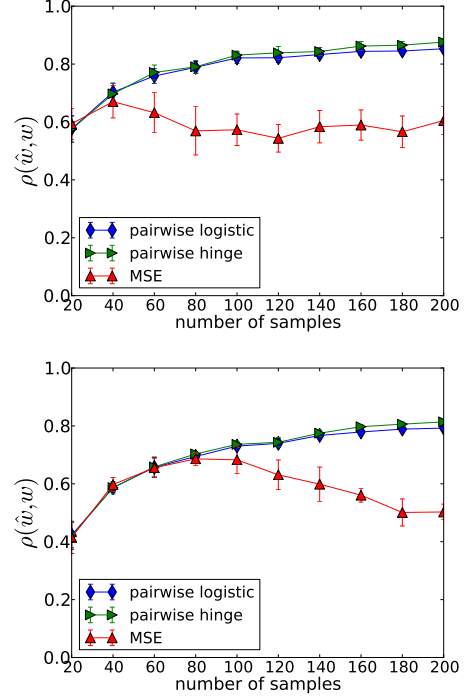 1.0
0.8
0.6
0.4
0.2
0.0
ρ(ŵ,w)
pairwise logistic
pairwise hinge
MSE
20 40 60 80 100 120 140 160 180 200
number of samples
1.0
0.8
0.6
0.4
0.2
0.0
ρ(ŵ,w)
pairwise logistic
pairwise hinge
MSE
20 40 60 80 100 120 140 160 180 200
number of samples